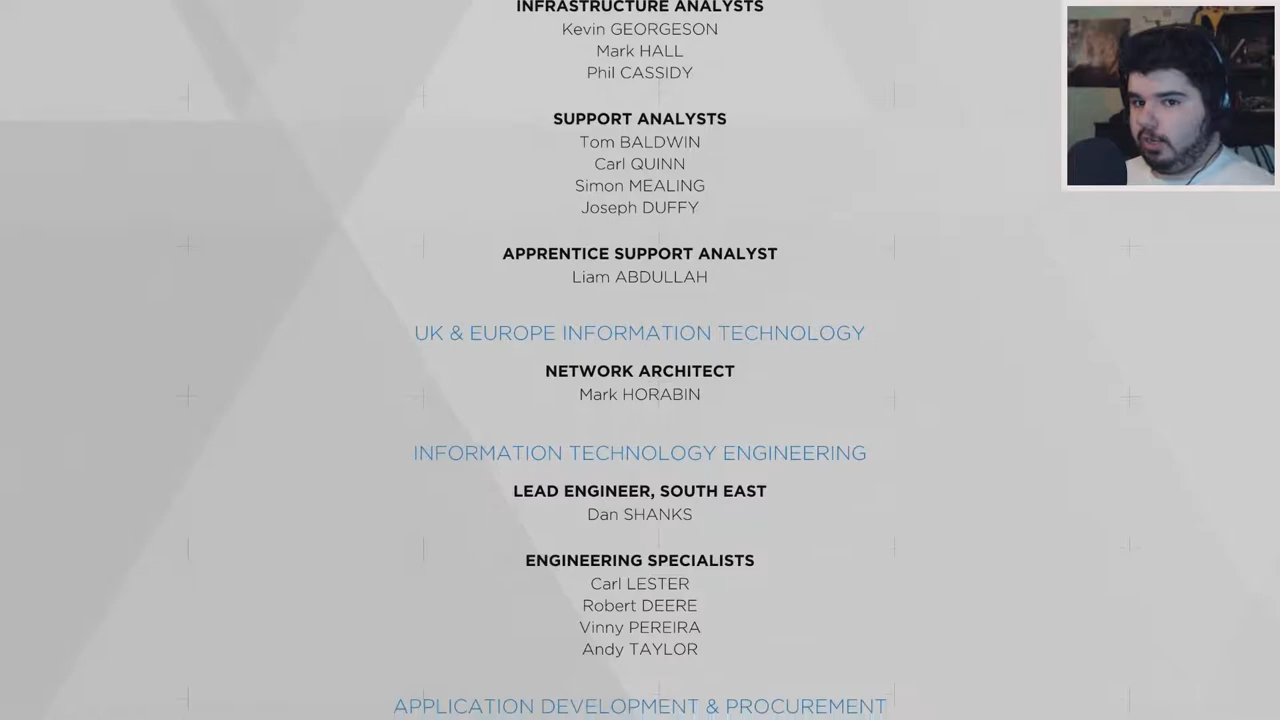 INFRASTRUCTURE ANALYSTS
Kevin GEORGESON
Mark HALL
Phil CASSIDY
SUPPORT ANALYSTS
Tom BALDWIN
Carl QUINN
Simon MEALING
Joseph DUFFY
APPRENTICE SUPPORT ANALYST
Liam ABDULLAH
UK & EUROPE INFORMATION TECHNOLOGY
NETWORK ARCHITECT
Mark HORABIN
INFORMATION TECHNOLOGY ENGINEERING
LEAD ENGINEER, SOUTH EAST
Dan SHANKS
ENGINEERING SPECIALISTS
Carl LESTER
Robert DEERE
Vinny PEREIRA
Andy TAYLOR
APPLICATION DEVELOPMENT & PROCUREMENT